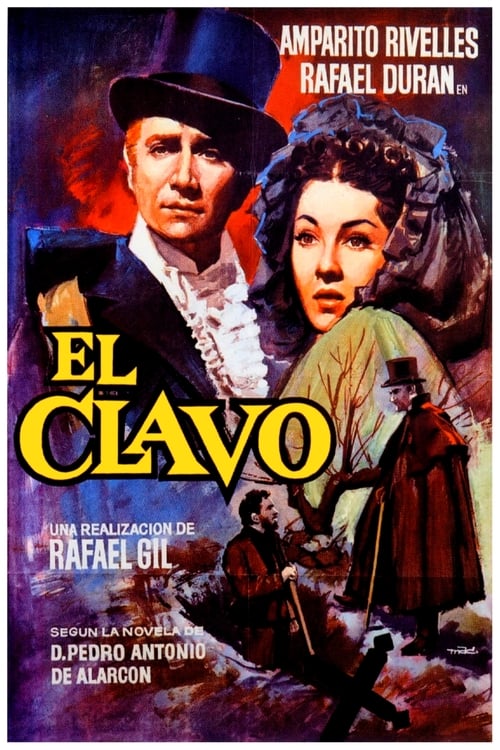 AMPARITO RIVELLES
RAFAEL DURAN EN
EL
CLAVO
UNA REALIZACION DE
RAFAEL GIL
SEGUN LA NOVELA DE
D. PEDRO ANTONIO
DE ALARCON